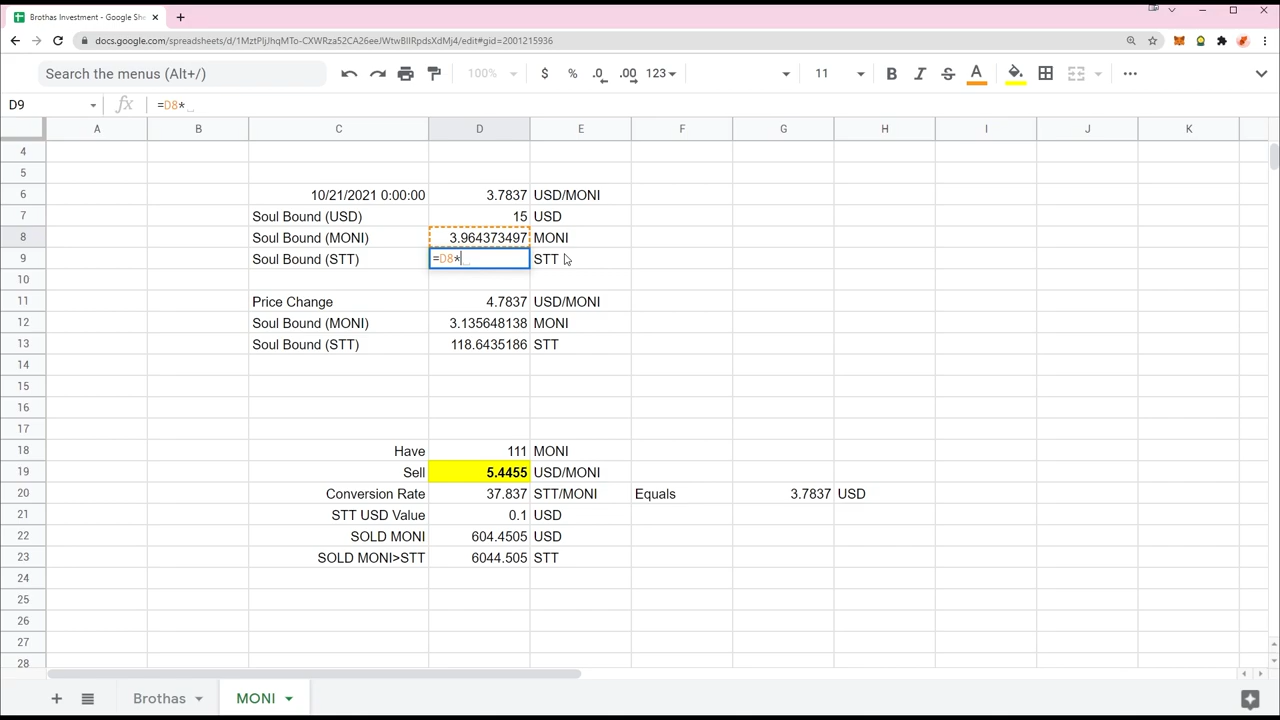 Brothas Investment - Google She
docs.google.com/spreadsheets/d/1MztPIjJhqMTo-CXWRza52CA26eeJWtwBIIRpdsXdMj4/edit#gid=2001215936
Search the menus (Alt+/) 100% $ % .0 .00 123 11 B I S A
D9 fx =D8*
A B C D E F G H I J K
4
5
6 10/21/2021 0:00:00 3.7837 USD/MONI
7 Soul Bound (USD) 15 USD
8 Soul Bound (MONI) 3.964373497 MONI
9 Soul Bound (STT) =D8* STT
10
11 Price Change 4.7837 USD/MONI
12 Soul Bound (MONI) 3.135648138 MONI
13 Soul Bound (STT) 118.6435186 STT
14
15
16
17
18 Have 111 MONI
19 Sell 5.4455 USD/MONI
20 Conversion Rate 37.837 STT/MONI Equals 3.7837 USD
21 STT USD Value 0.1 USD
22 SOLD MONI 604.4505 USD
23 SOLD MONI>STT 6044.505 STT
24
25
26
27
28
Brothas MONI